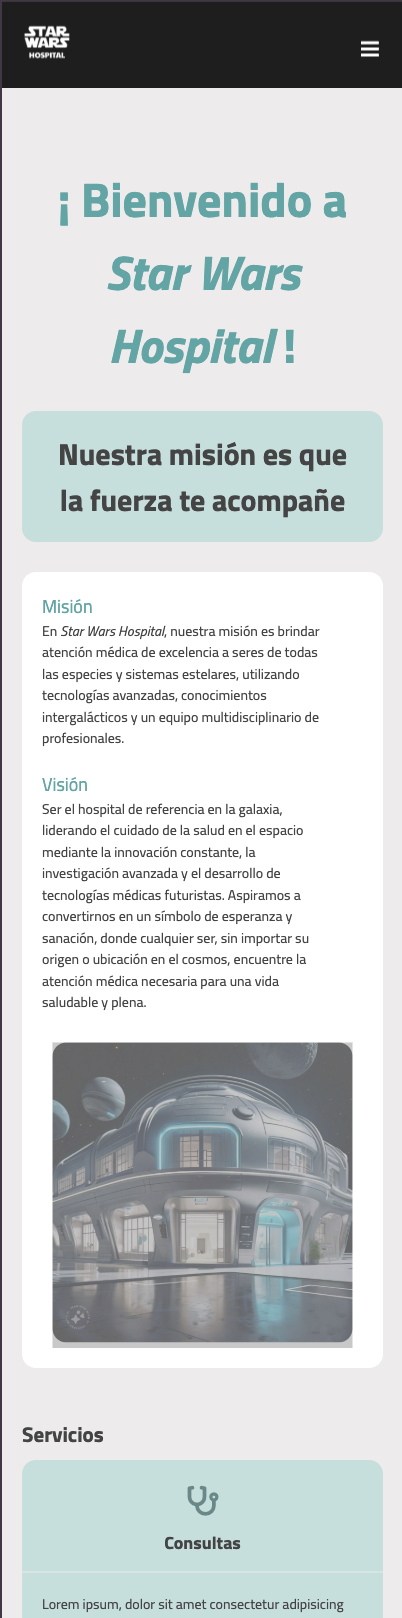 STAR WARS
HOSPITAL
¡ Bienvenido a
Star Wars
Hospital !
Nuestra misión es que
la fuerza te acompañe
Misión
En Star Wars Hospital, nuestra misión es brindar
atención médica de excelencia a seres de todas
las especies y sistemas estelares, utilizando
tecnologías avanzadas, conocimientos
intergalácticos y un equipo multidisciplinario de
profesionales.
Visión
Ser el hospital de referencia en la galaxia,
liderando el cuidado de la salud en el espacio
mediante la innovación constante, la
investigación avanzada y el desarrollo de
tecnologías médicas futuristas. Aspiramos a
convertirnos en un símbolo de esperanza y
sanación, donde cualquier ser, sin importar su
origen o ubicación en el cosmos, encuentre la
atención médica necesaria para una vida
saludable y plena.
Servicios
Consultas
Lorem ipsum, dolor sit amet consectetur adipisicing